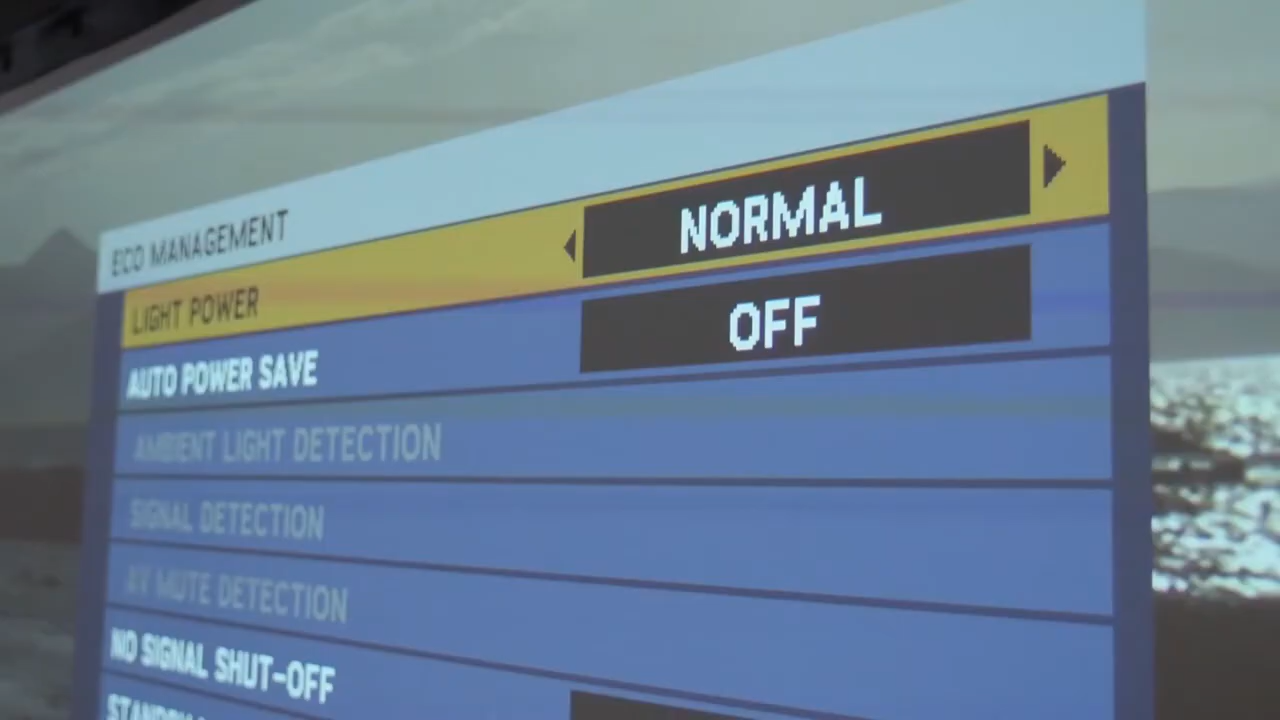 ECO MANAGEMENT
LIGHT POWER NORMAL
AUTO POWER SAVE OFF
AMBIENT LIGHT DETECTION
SIGNAL DETECTION
AV MUTE DETECTION
NO SIGNAL SHUT-OFF